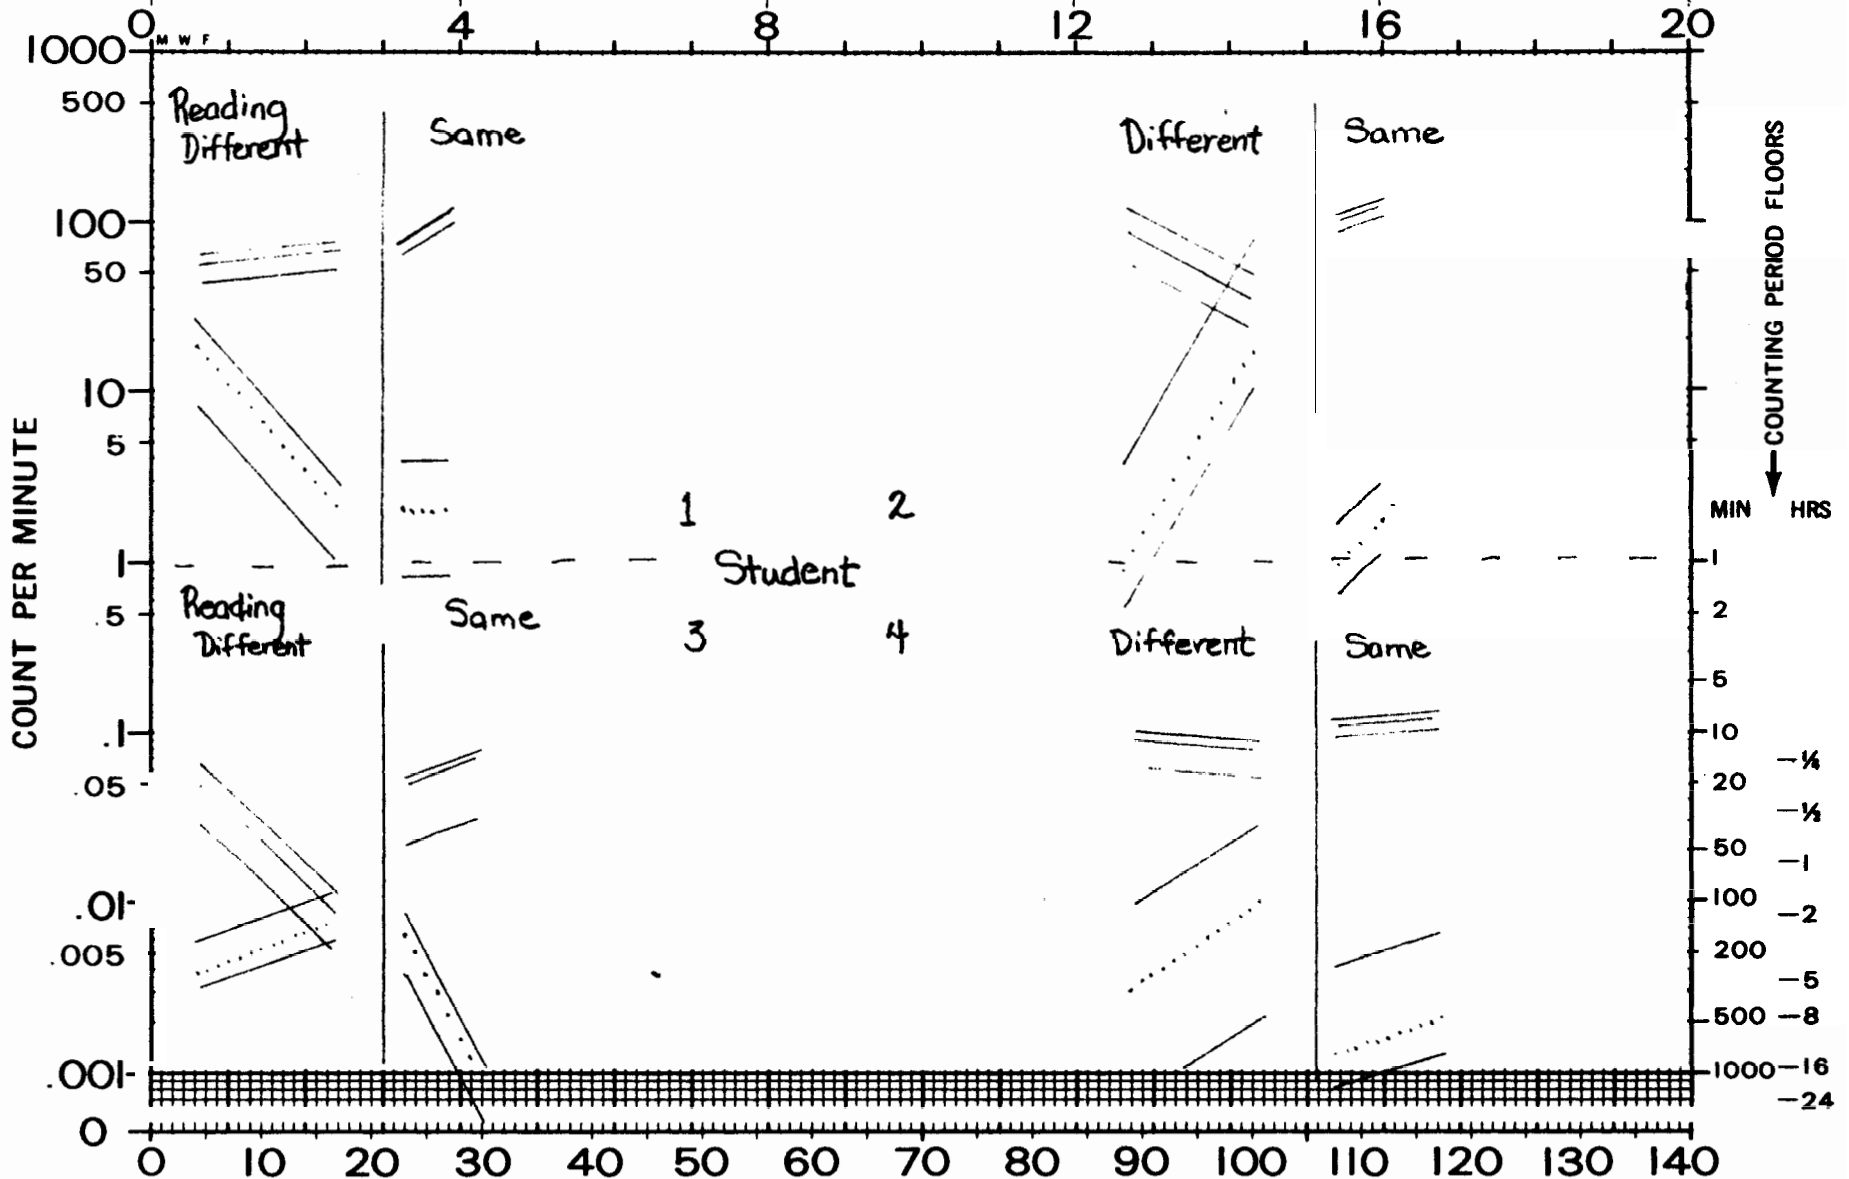 0 4 8 12 16 20
M W F
1000
500
100
50
10
5
1
.5
.1
.05
.01
.005
.001
0
COUNT PER MINUTE
Reading
Different
Same
Different
Same
1 2
Student
3 4
Reading
Different
Same
Different
Same
COUNTING PERIOD FLOORS
MIN HRS
1
2
5
10
20
50
100
200
500
1000
1/4
1/2
1
2
5
8
16
24
0 10 20 30 40 50 60 70 80 90 100 110 120 130 140